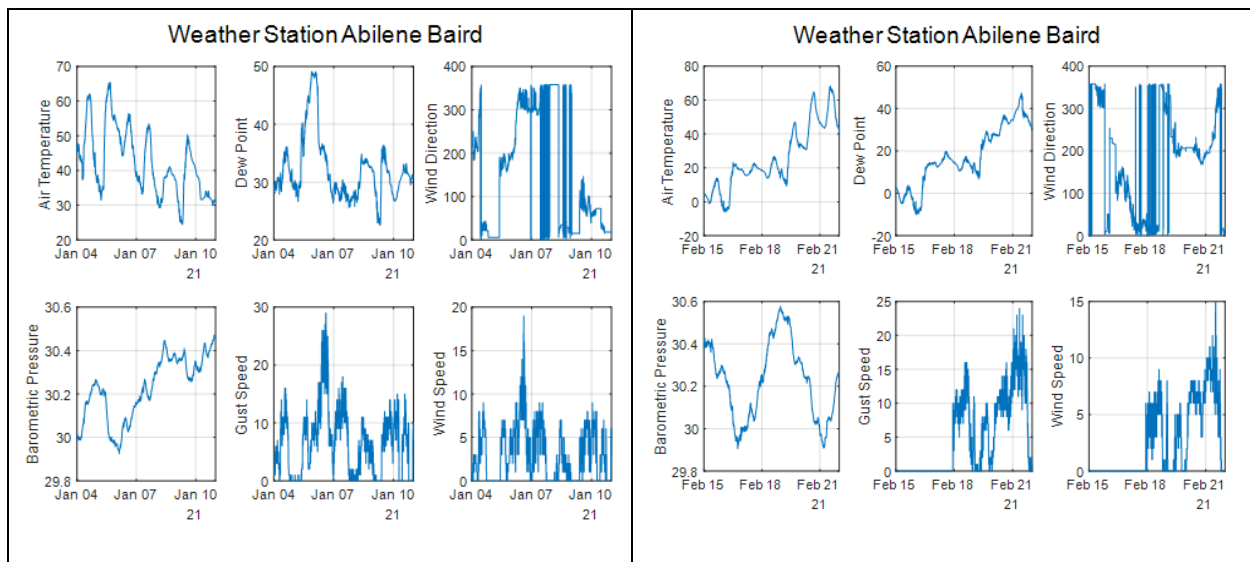 Weather Station Abilene Baird
Air Temperature
70
60
50
40
30
20
Jan 04 Jan 07 Jan 10
21
Dew Point
50
40
30
20
Jan 04 Jan 07 Jan 10
21
Wind Direction
400
300
200
100
0
Jan 04 Jan 07 Jan 10
21
Barometric Pressure
30.6
30.4
30.2
30
29.8
Jan 04 Jan 07 Jan 10
21
Gust Speed
30
20
10
0
Jan 04 Jan 07 Jan 10
21
Wind Speed
20
15
10
5
0
Jan 04 Jan 07 Jan 10
21
Weather Station Abilene Baird
Air Temperature
80
60
40
20
0
-20
Feb 15 Feb 18 Feb 21
21
Dew Point
60
40
20
0
-20
Feb 15 Feb 18 Feb 21
21
Wind Direction
400
300
200
100
0
Feb 15 Feb 18 Feb 21
21
Barometric Pressure
30.6
30.4
30.2
30
29.8
Feb 15 Feb 18 Feb 21
21
Gust Speed
25
20
15
10
5
0
Feb 15 Feb 18 Feb 21
21
Wind Speed
15
10
5
0
Feb 15 Feb 18 Feb 21
21